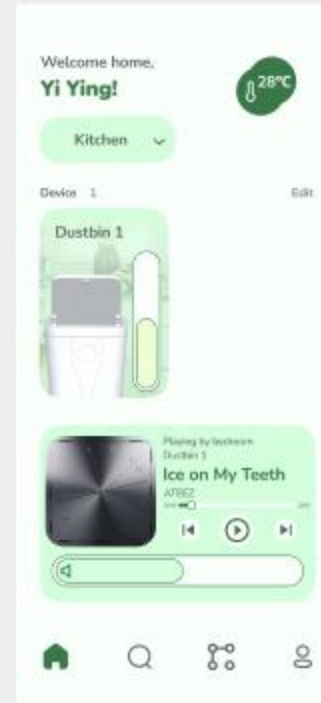 Welcome home,
Yi Ying!
28°C
Kitchen
Device 1
Edit
Dustbin 1
Playing by bedroom
Dustbin 1
Ice on My Teeth
ATEEZ